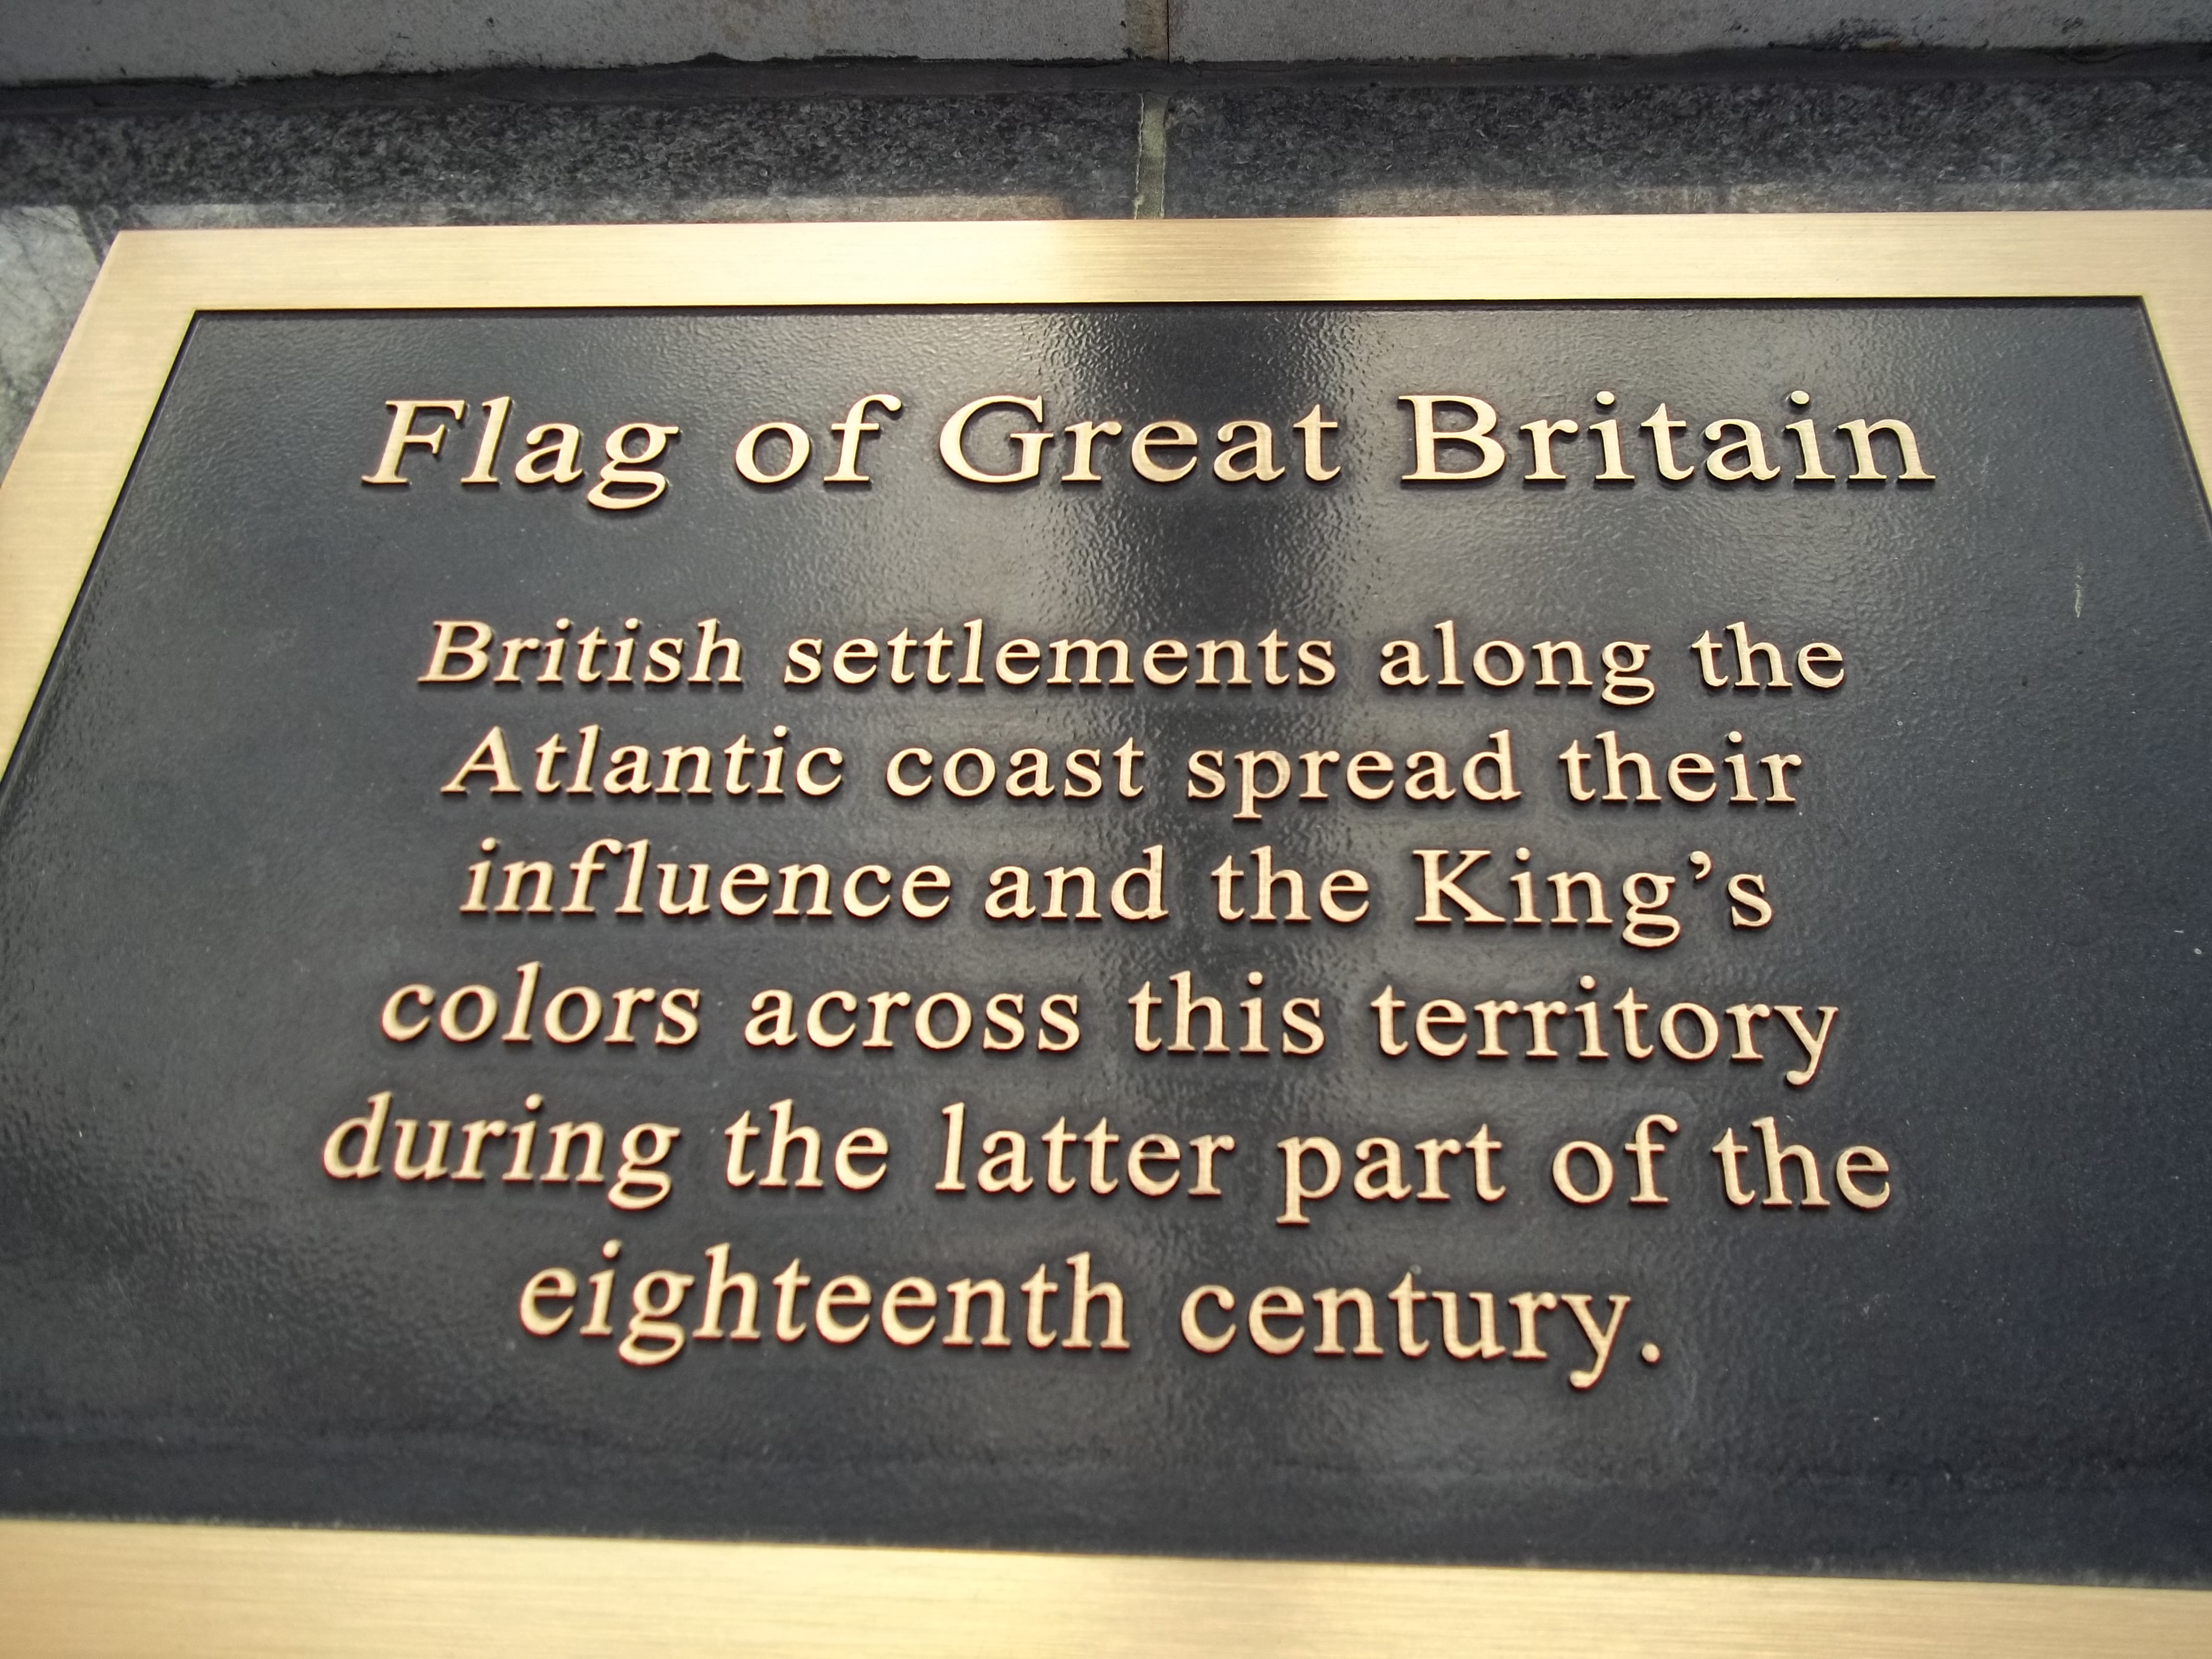 Flag of Great Britain
British settlements along the
Atlantic coast spread their
influence and the King’s
colors across this territory
during the latter part of the
eighteenth century.